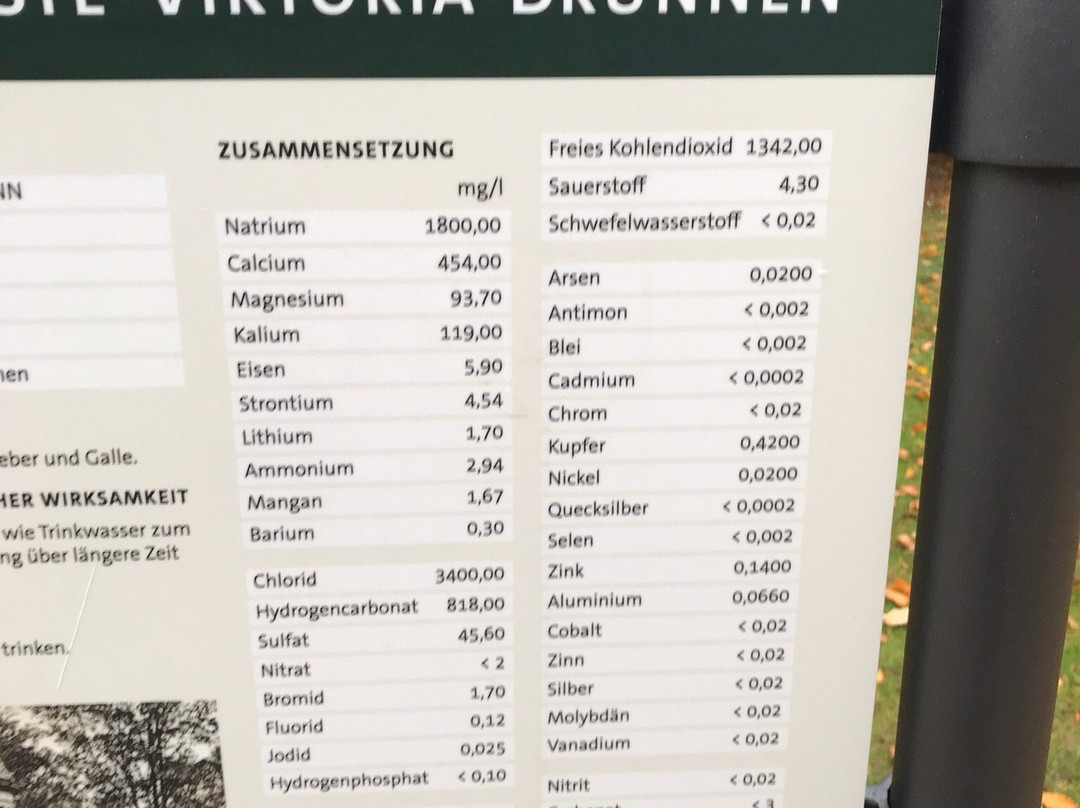 VIKTORIA BRUNNEN
ZUSAMMENSETZUNG
mg/l
Natrium 1800,00
Calcium 454,00
Magnesium 93,70
Kalium 119,00
Eisen 5,90
Strontium 4,54
Lithium 1,70
Ammonium 2,94
Mangan 1,67
Barium 0,30
Chlorid 3400,00
Hydrogencarbonat 818,00
Sulfat 45,60
Nitrat < 2
Bromid 1,70
Fluorid 0,12
Jodid 0,025
Hydrogenphosphat < 0,10
Freies Kohlendioxid 1342,00
Sauerstoff 4,30
Schwefelwasserstoff < 0,02
Arsen 0,0200
Antimon < 0,002
Blei < 0,002
Cadmium < 0,0002
Chrom < 0,02
Kupfer 0,4200
Nickel 0,0200
Quecksilber < 0,0002
Selen < 0,002
Zink 0,1400
Aluminium 0,0660
Cobalt < 0,02
Zinn < 0,02
Silber < 0,02
Molybdän < 0,02
Vanadium < 0,02
Nitrit < 0,02
< 3
und Galle.
WIRKSAMKEIT
wie Trinkwasser zum
über längere Zeit
trinken.